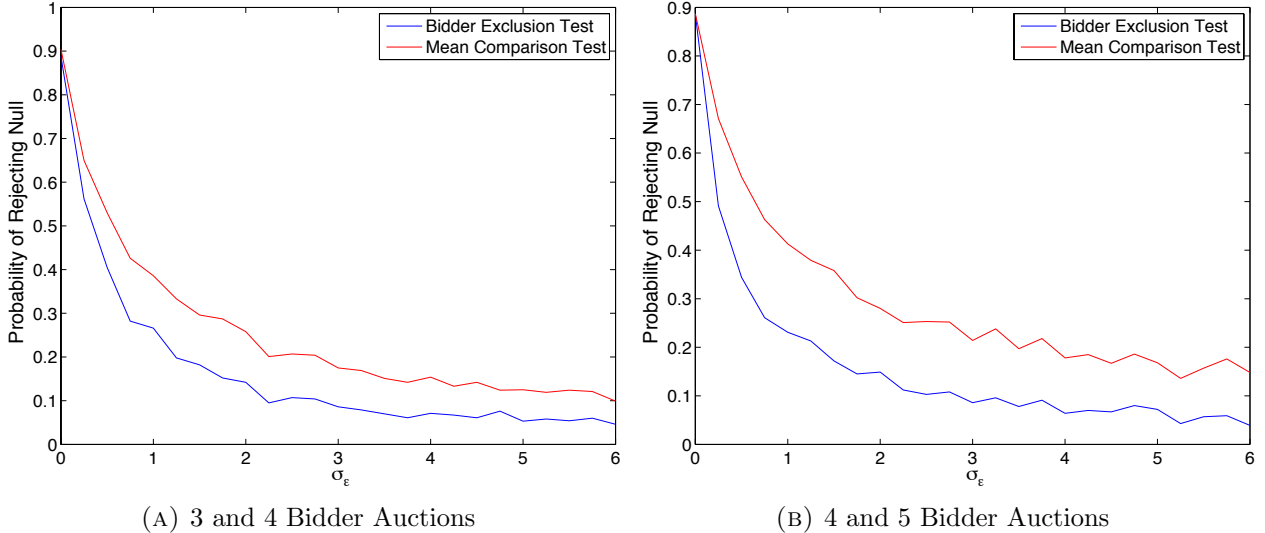 Bidder Exclusion Test
Mean Comparison Test
Probability of Rejecting Null
1
0.9
0.8
0.7
0.6
0.5
0.4
0.3
0.2
0.1
0
0 1 2 3 4 5 6
σε
(A) 3 and 4 Bidder Auctions
Bidder Exclusion Test
Mean Comparison Test
Probability of Rejecting Null
0.9
0.8
0.7
0.6
0.5
0.4
0.3
0.2
0.1
0
0 1 2 3 4 5 6
σε
(B) 4 and 5 Bidder Auctions